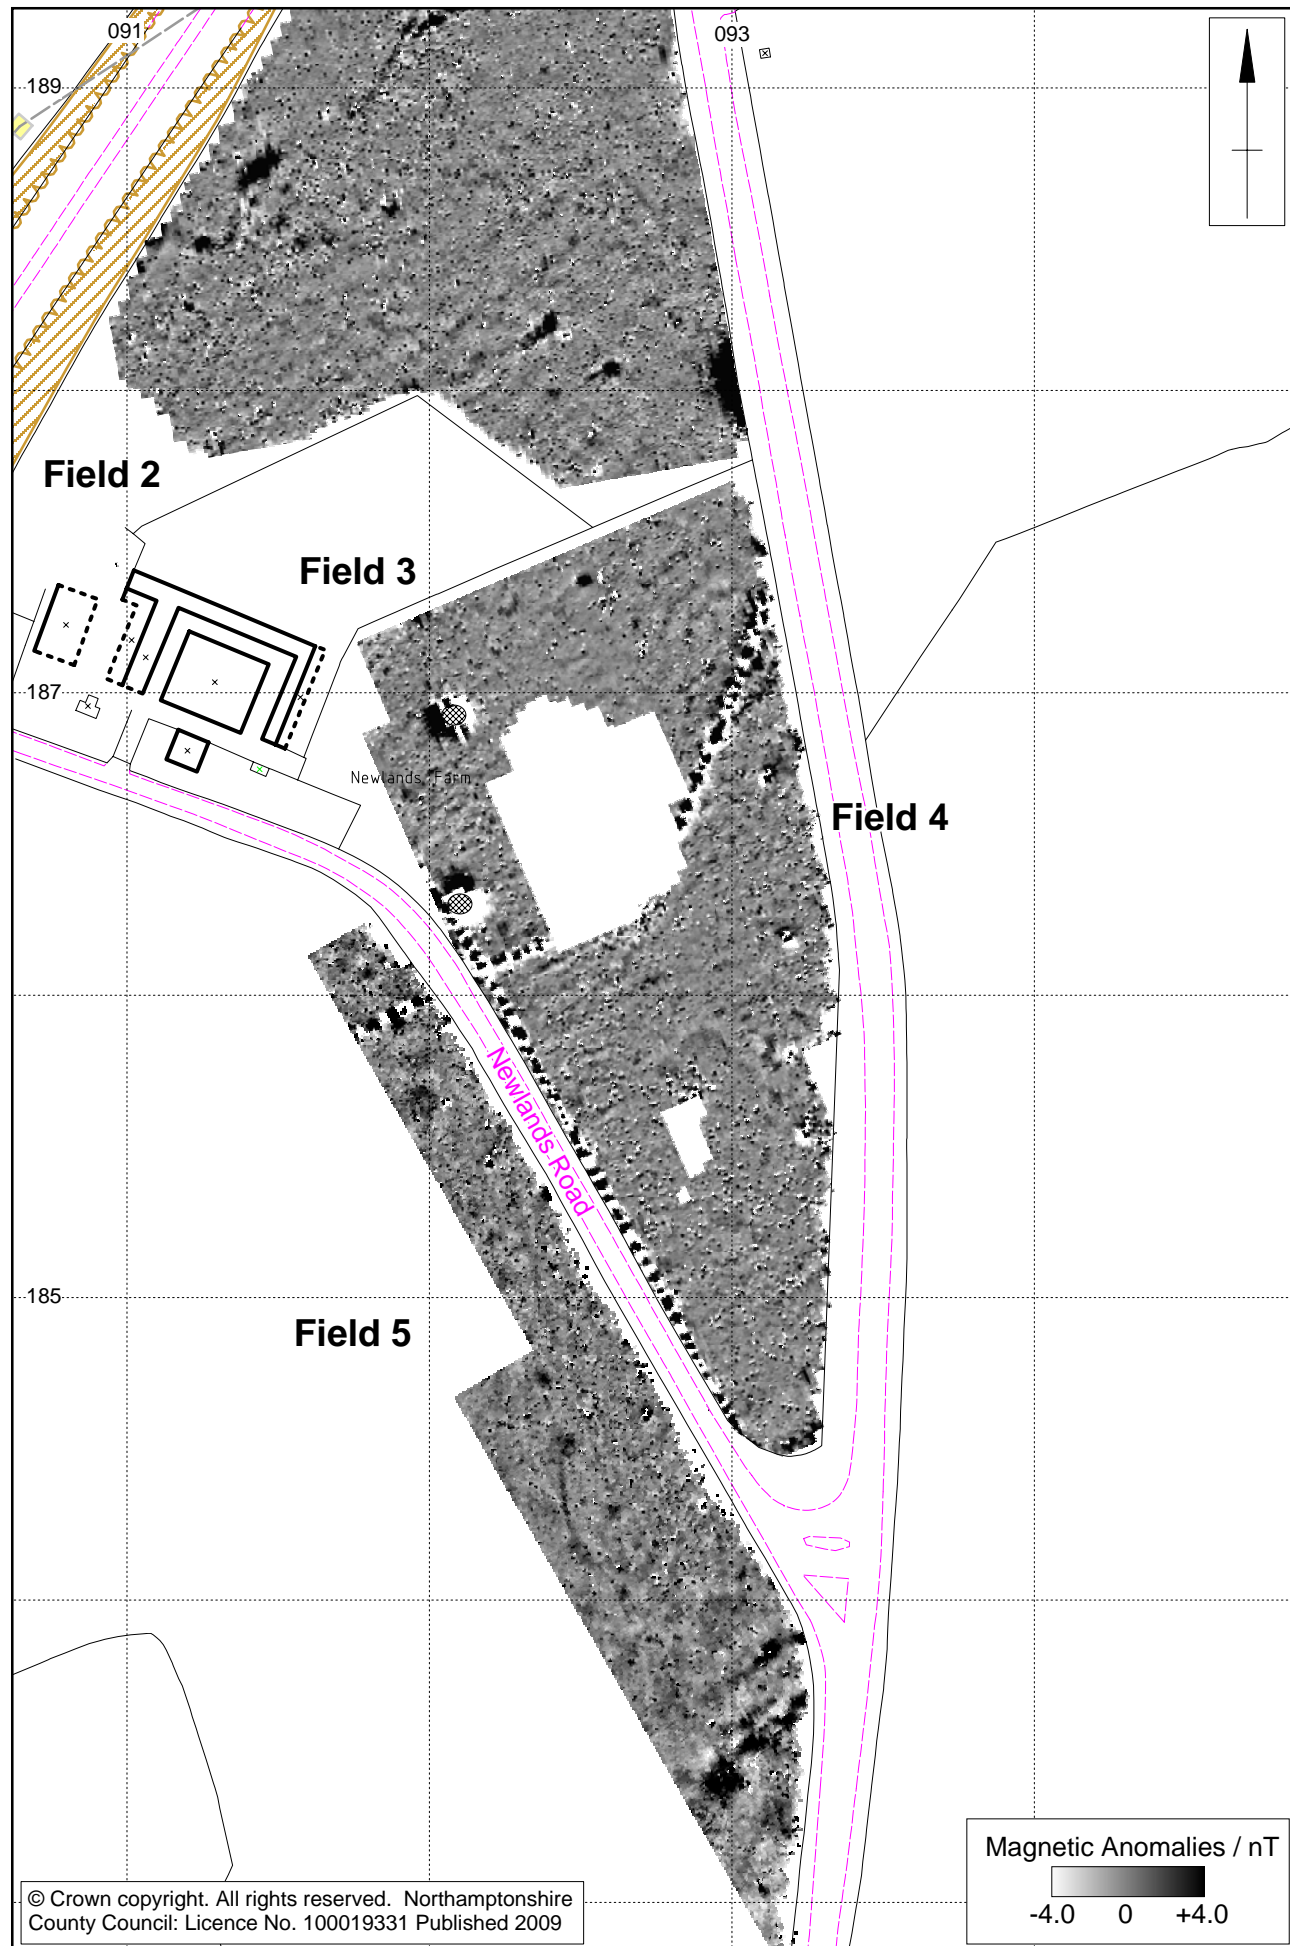 091
093
189
Field 2
Field 3
187
Newlands Farm
Field 4
Newlands Road
185
Field 5
Magnetic Anomalies / nT
-4.0 0 +4.0
© Crown copyright. All rights reserved. Northamptonshire
County Council: Licence No. 100019331 Published 2009